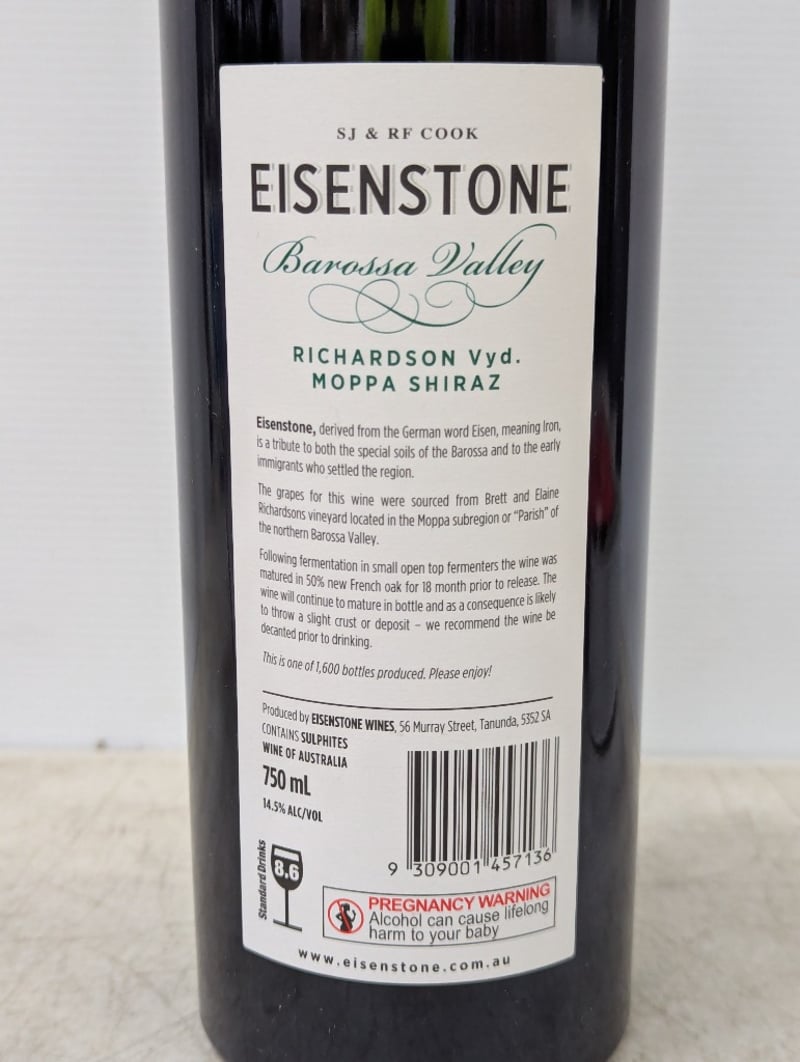 SJ & RF COOK
EISENSTONE
Barossa Valley
RICHARDSON Vyd.
MOPPA SHIRAZ
Eisenstone, derived from the German word Eisen, meaning Iron,
is a tribute to both the special soils of the Barossa and to the early
immigrants who settled the region.
The grapes for this wine were sourced from Brett and Elaine
Richardsons vineyard located in the Moppa subregion or “Parish” of
the northern Barossa Valley.
Following fermentation in small open top fermenters the wine was
matured in 50% new French oak for 18 month prior to release. The
wine will continue to mature in bottle and as a consequence is likely
to throw a slight crust or deposit – we recommend the wine be
decanted prior to drinking.
This is one of 1,600 bottles produced. Please enjoy!
Produced by EISENSTONE WINES, 56 Murray Street, Tanunda, 5352 SA
CONTAINS SULPHITES
WINE OF AUSTRALIA
750 mL
14.5% ALC/VOL
9 309001 457136
Standard Drinks
8.6
PREGNANCY WARNING
Alcohol can cause lifelong
harm to your baby
www.eisenstone.com.au